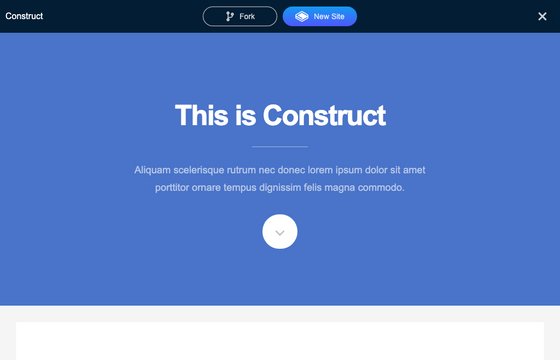 Construct
Fork
New Site
This is Construct
Aliquam scelerisque rutrum nec donec lorem ipsum dolor sit amet
porttitor ornare tempus dignissim felis magna commodo.